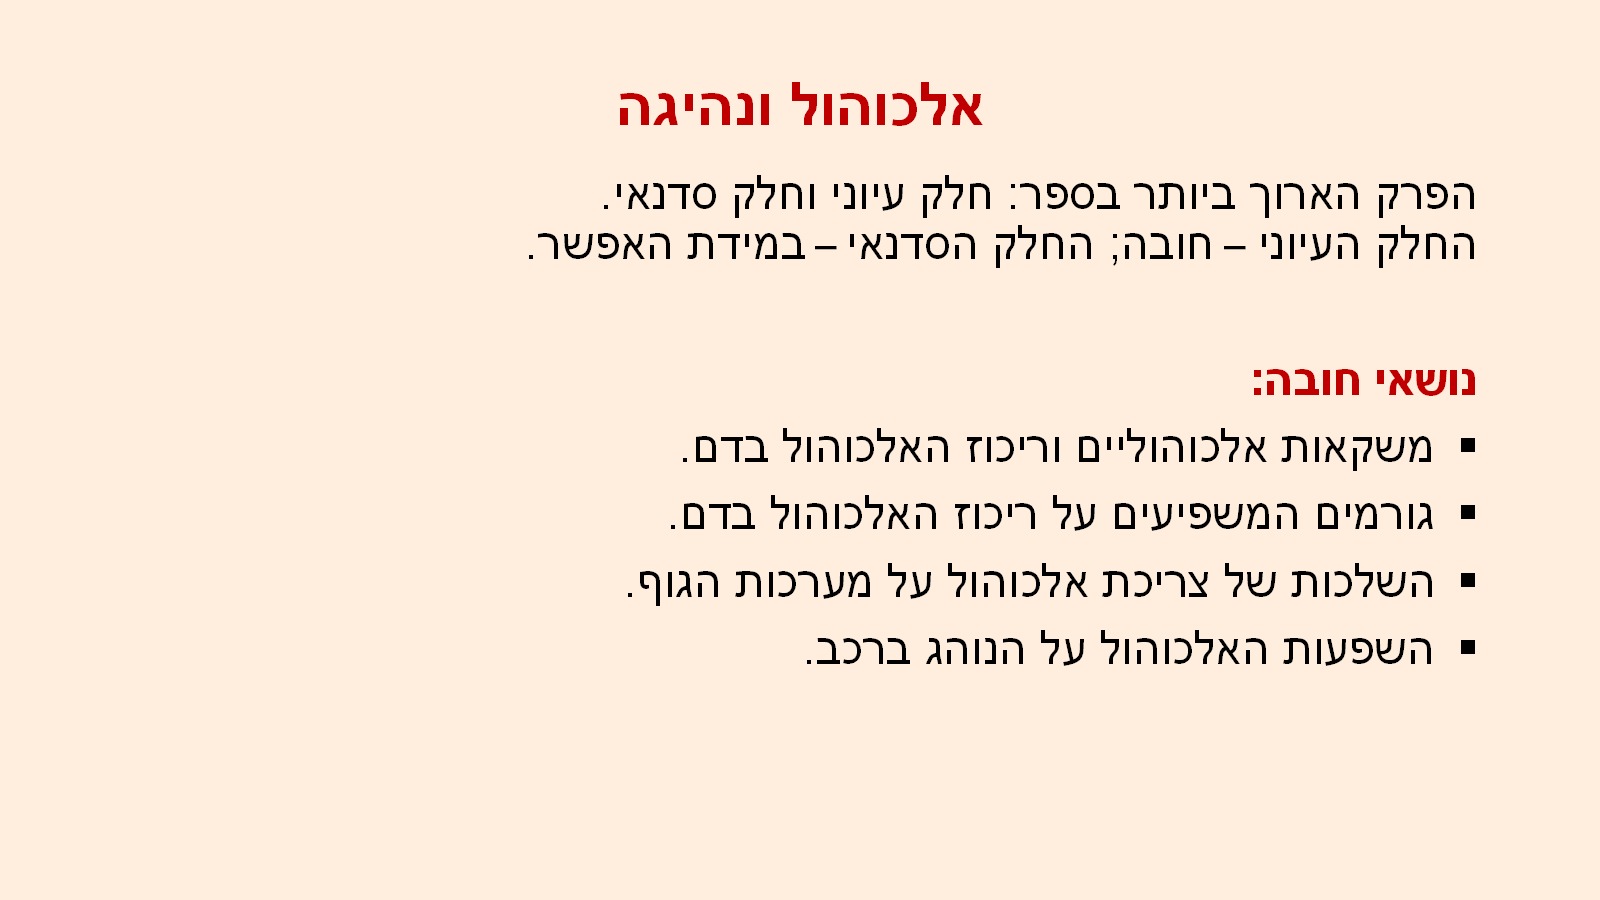 אלכוהול ונהיגה
הפרק הארוך ביותר בספר: חלק עיוני וחלק סדנאי.
החלק העיוני – חובה; החלק הסדנאי – במידת האפשר.
נושאי חובה:
▪ משקאות אלכוהוליים וריכוז האלכוהול בדם.
▪ גורמים המשפיעים על ריכוז האלכוהול בדם.
▪ השלכות של צריכת אלכוהול על מערכות הגוף.
▪ השפעות האלכוהול על הנוהג ברכב.